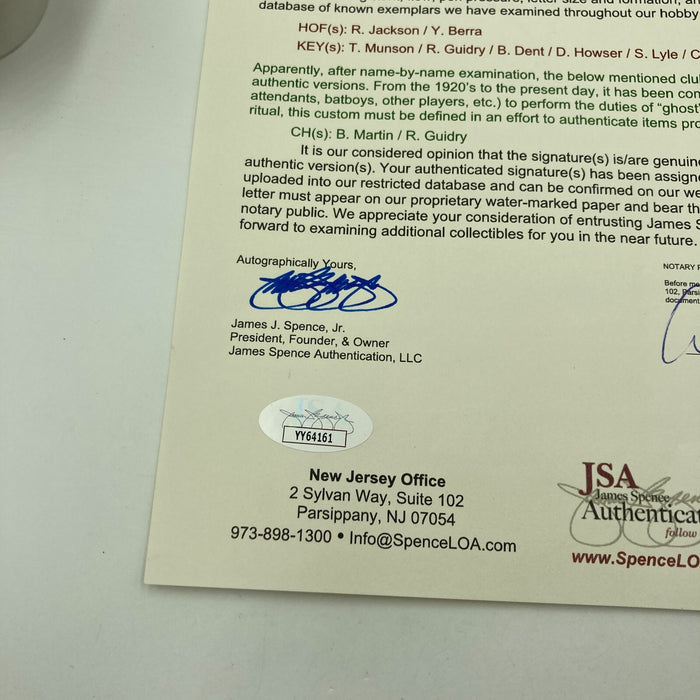 database of known exemplars we have examined throughout our hobby
HOF(s): R. Jackson / Y. Berra
KEY(S): T. Munson / R. Guidry / B. Dent / D. Howser / S. Lyle / C
Apparently, after name-by-name examination, the below mentioned
authentic versions. From the 1920's to the present day, it has been
attendants, batboys, other players, etc.) to perform the duties of "ghost
ritual, this custom must be defined in an effort to authenticate items
CH(s): B. Martin / R. Guidry
It is our considered opinion that the signature(s) is/are
authentic version(s). Your authenticated signature(s) has been
uploaded into our restricted database and can be confirmed on our
letter must appear on our proprietary water-marked paper and bear
notary public. We appreciate your consideration of entrusting James S
forward to examining additional collectibles for you in the near future.
Autographically Yours,
NOTARY
Before me
102,
document
James J. Spence, Jr.
President, Founder, & Owner
James Spence Authentication, LLC
YY64161
New Jersey Office
2 Sylvan Way, Suite 102
Parsippany, NJ 07054
973-898-1300 • Info@SpenceLOA.com
JSA
James Spence
Authentica
follow
www.SpenceLO